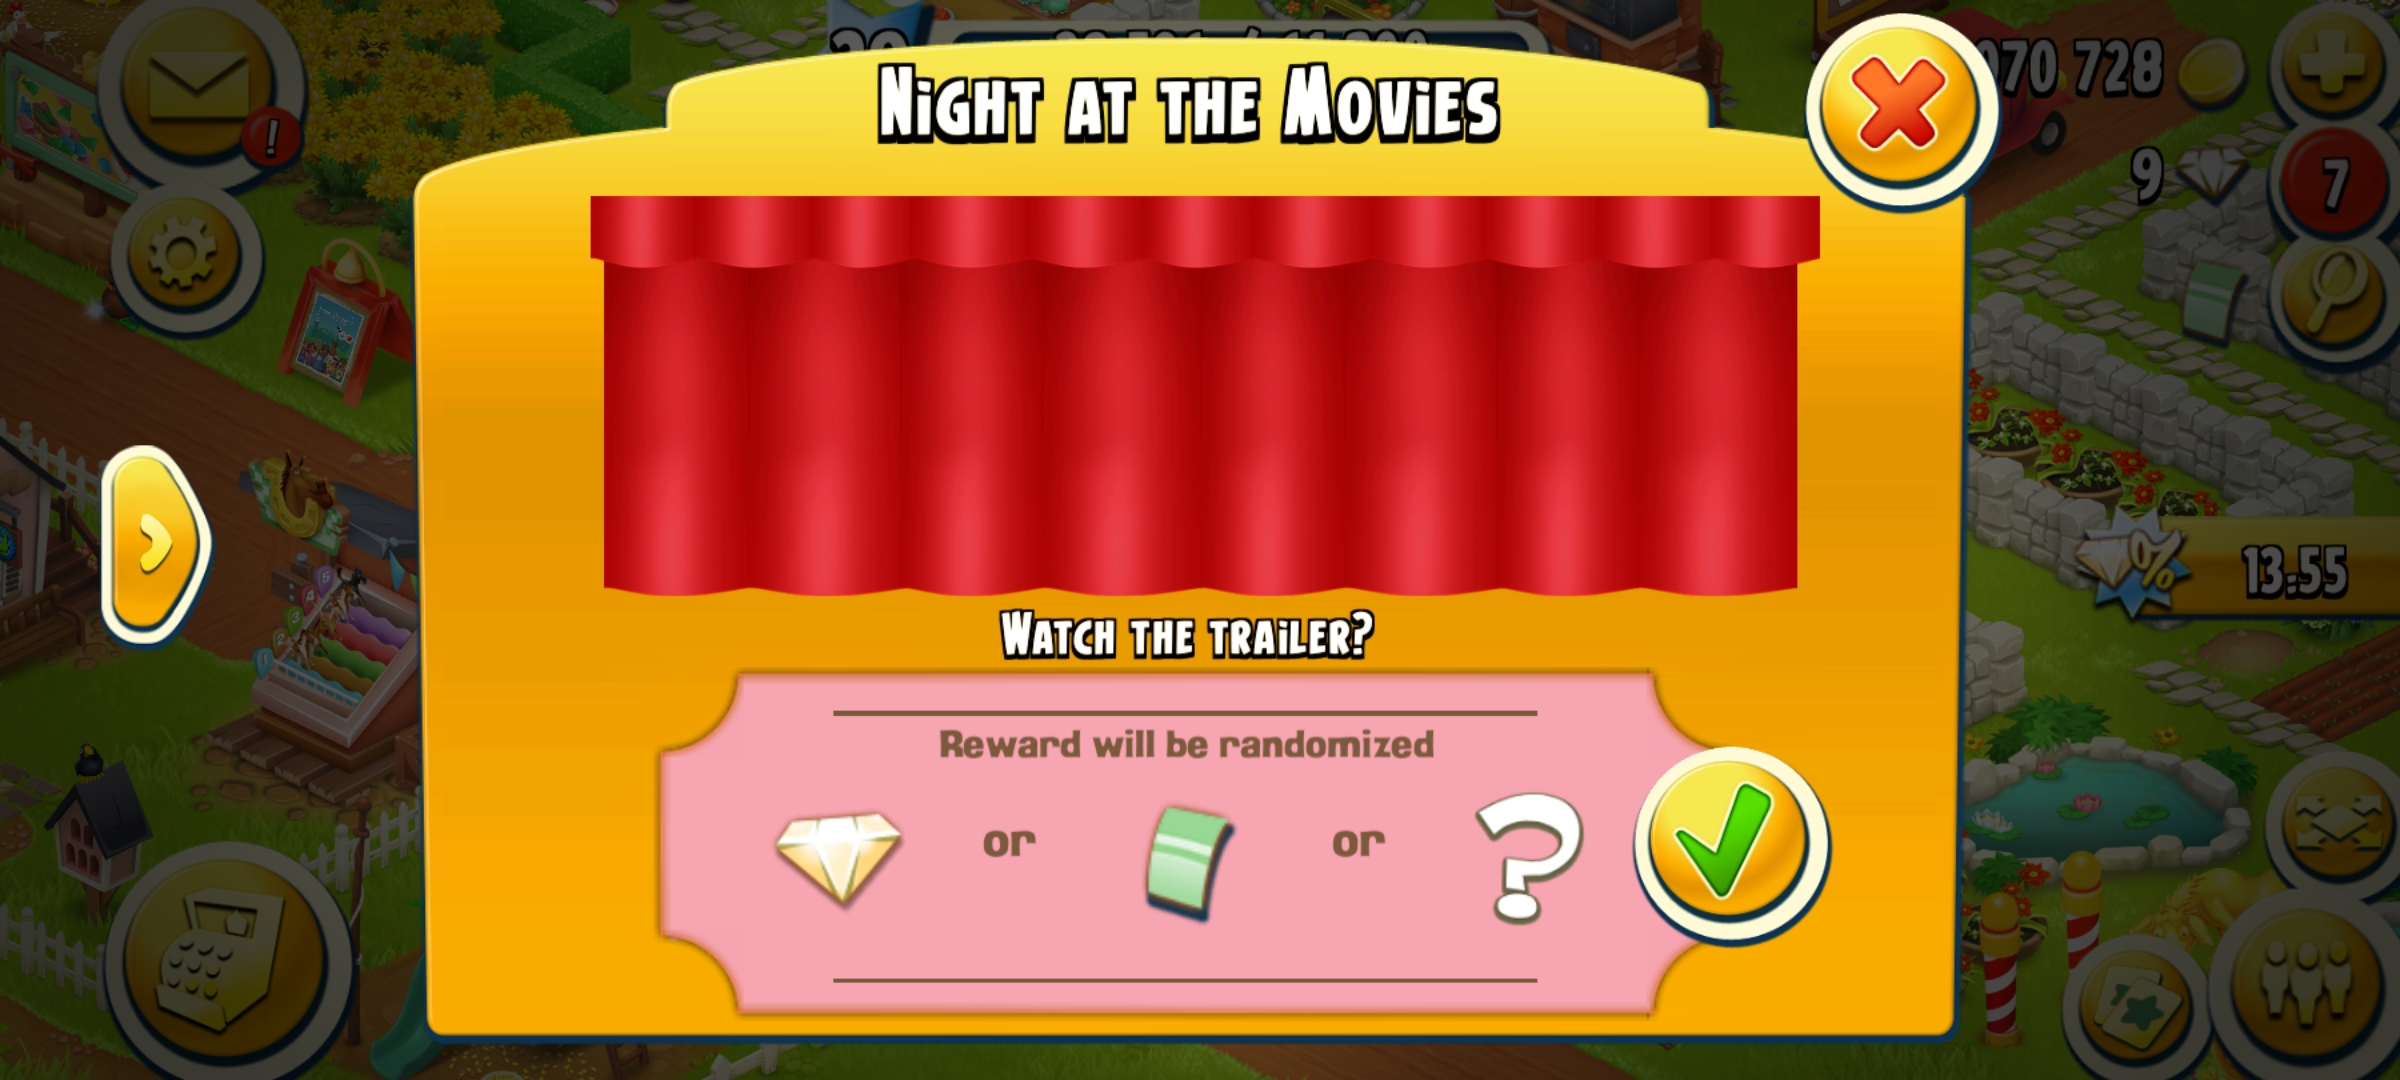 Night at the Movies
070 728
9
7
!
13:55
Watch the trailer?
Reward will be randomized
or
or
?